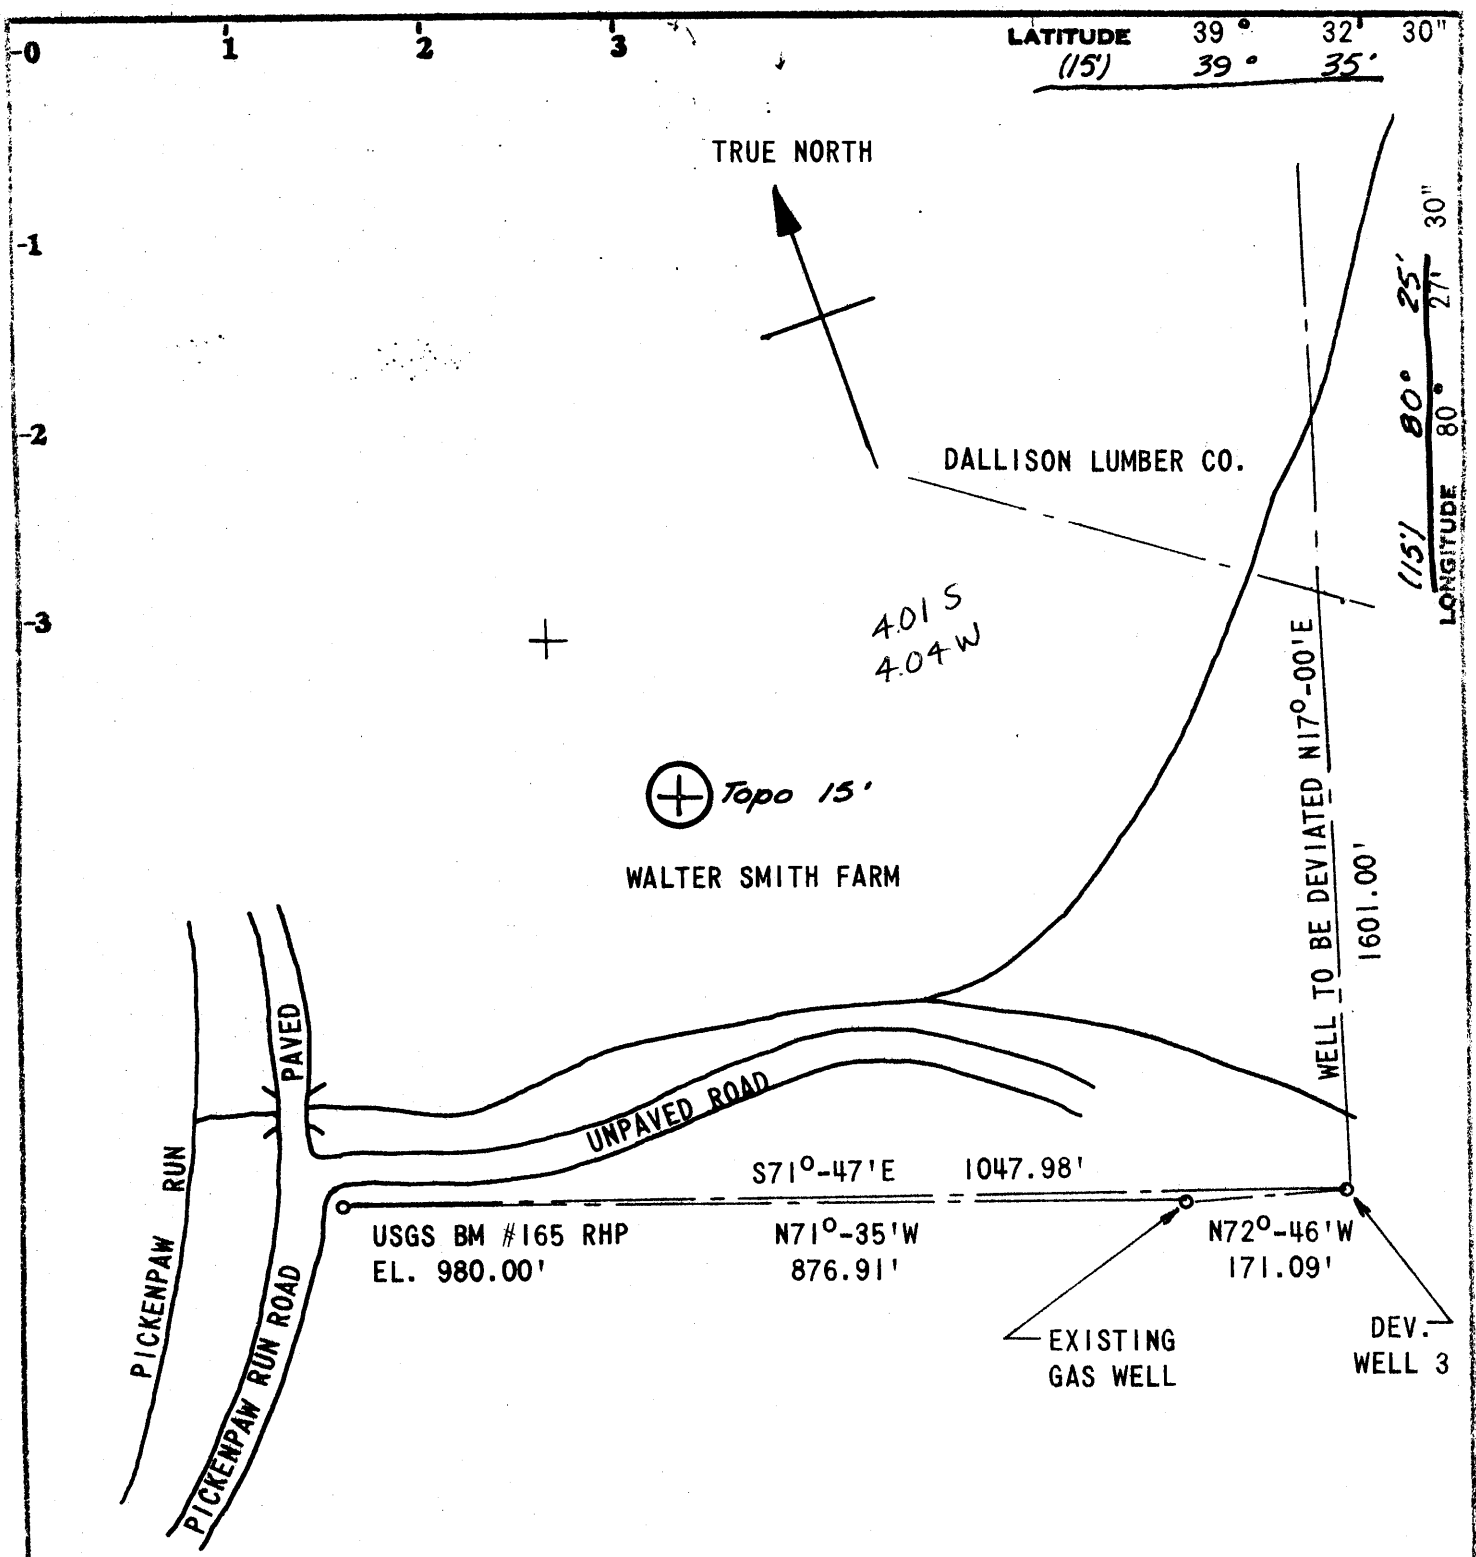 -0 1 2 3
LATITUDE 39° 32' 30"
(15') 39° 35'
TRUE NORTH
-1
-2
-3
(15') 80° 25'
LONGITUDE 80° 27' 30"
DALLISON LUMBER CO.
4.01 S
4.04 W
Topo 15'
WALTER SMITH FARM
WELL TO BE DEVIATED N17°-00'E
1601.00'
PAVED
UNPAVED ROAD
PICKENPAW RUN
PICKENPAW RUN ROAD
S71°-47'E 1047.98'
USGS BM #165 RHP
EL. 980.00'
N71°-35'W
876.91'
N72°-46'W
171.09'
EXISTING
GAS WELL
DEV.
WELL 3